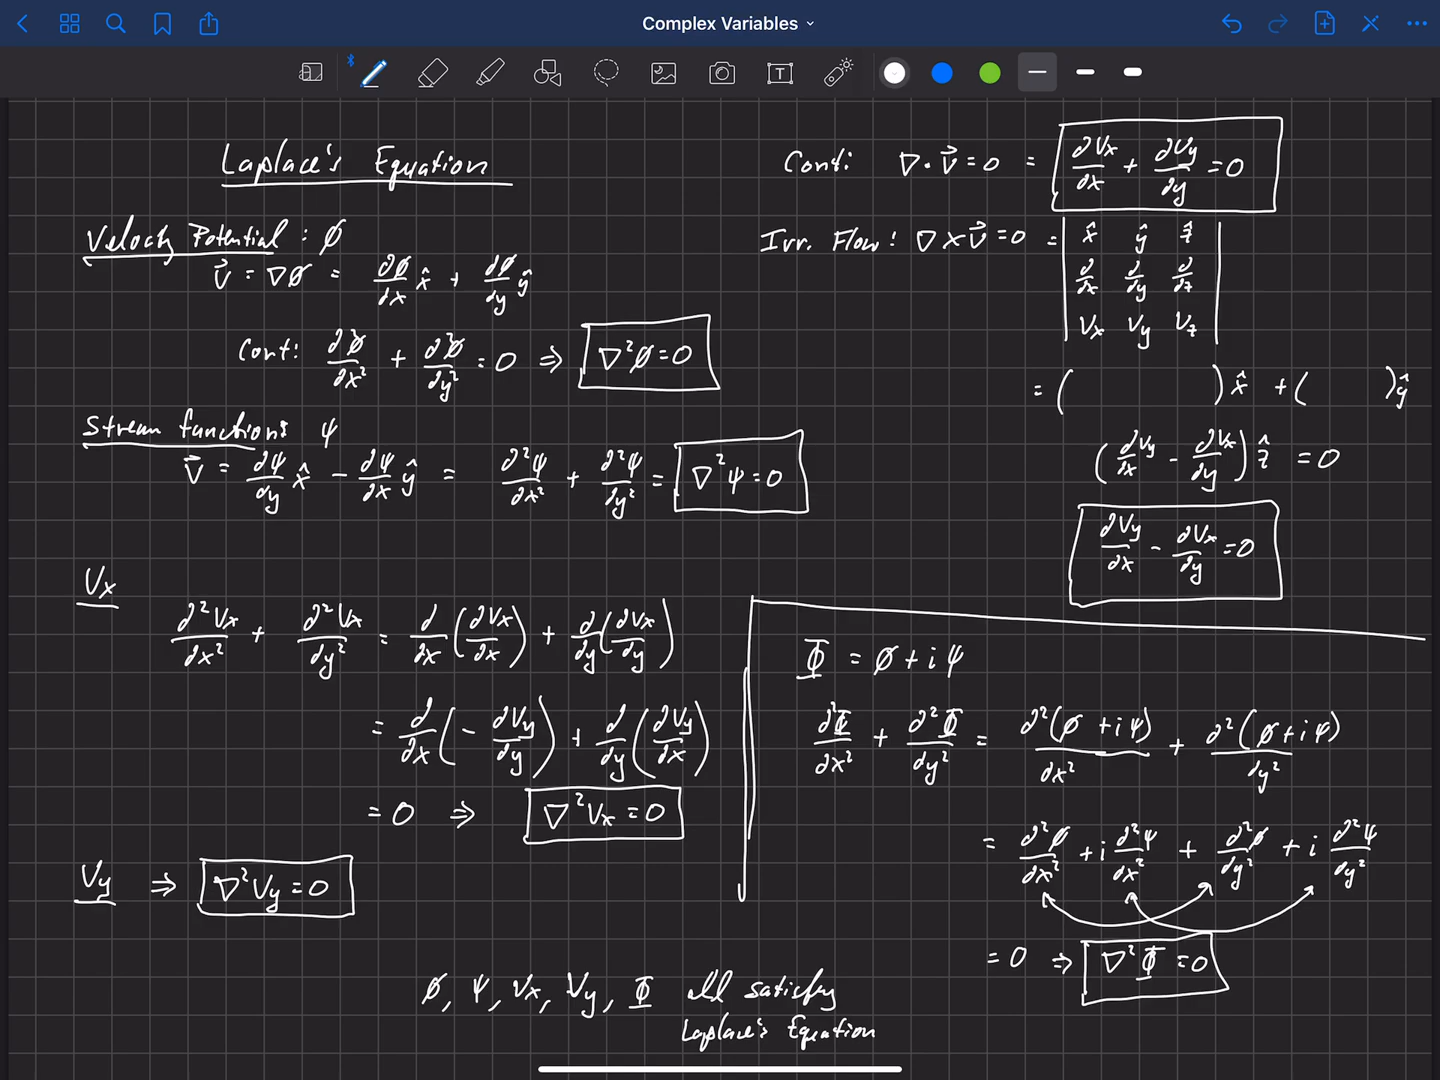 Complex Variables
T
Laplace's Equation
Velocity Potential : ϕ
V⃗ = ∇ϕ = ∂ϕ/∂x x̂ + ∂ϕ/∂y ŷ
Cont: ∂²ϕ/∂x² + ∂²ϕ/∂y² = 0 ⇒ ∇²ϕ=0
Stream function: ψ
V⃗ = ∂ψ/∂y x̂ − ∂ψ/∂x ŷ = ∂²ψ/∂x² + ∂²ψ/∂y² = ∇²ψ=0
Vx
∂²Vx/∂x² + ∂²Vx/∂y² = ∂/∂x (∂Vx/∂x) + ∂/∂y (∂Vx/∂y)
= ∂/∂x (− ∂Vy/∂y) + ∂/∂y (∂Vy/∂x)
= 0 ⇒ ∇²Vx=0
Vy ⇒ ∇²Vy=0
Cont: ∇·V⃗=0 = ∂Vx/∂x + ∂Vy/∂y =0
Irr. Flow: ∇×V⃗=0 = | x̂ ŷ ẑ
∂/∂x ∂/∂y ∂/∂z
Vx Vy Vz |
= ( ) x̂ + ( ) ŷ
(∂Vy/∂x − ∂Vx/∂y) ẑ = 0
∂Vy/∂x − ∂Vx/∂y =0
Φ = ϕ + i ψ
∂²Φ/∂x² + ∂²Φ/∂y² = ∂²(ϕ + iψ)/∂x² + ∂²(ϕ + iψ)/∂y²
= ∂²ϕ/∂x² + i ∂²ψ/∂x² + ∂²ϕ/∂y² + i ∂²ψ/∂y²
= 0 ⇒ ∇²Φ =0
ϕ, ψ, Vx, Vy, Φ all satisfy
Laplace's Equation